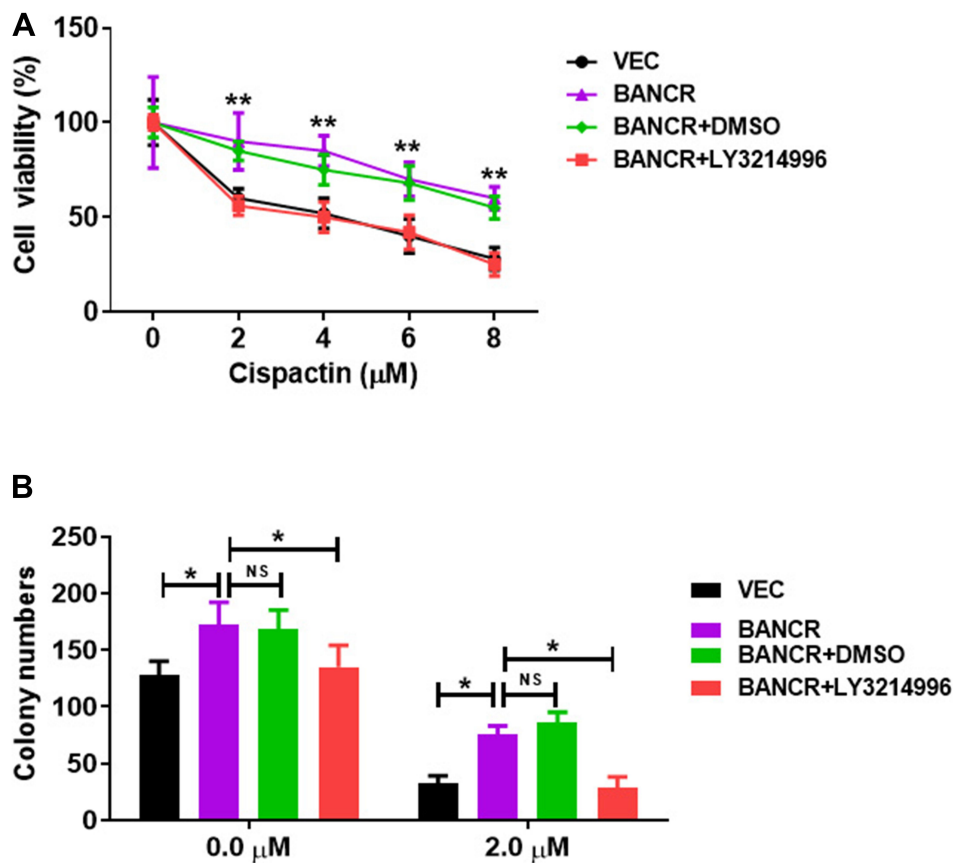 A
Cell viability (%)
150
100
50
0
** ** ** **
0 2 4 6 8
Cispactin (μM)
VEC
BANCR
BANCR+DMSO
BANCR+LY3214996
B
Colony numbers
250
200
150
100
50
0
*
* NS
*
* NS
0.0 μM 2.0 μM
VEC
BANCR
BANCR+DMSO
BANCR+LY3214996